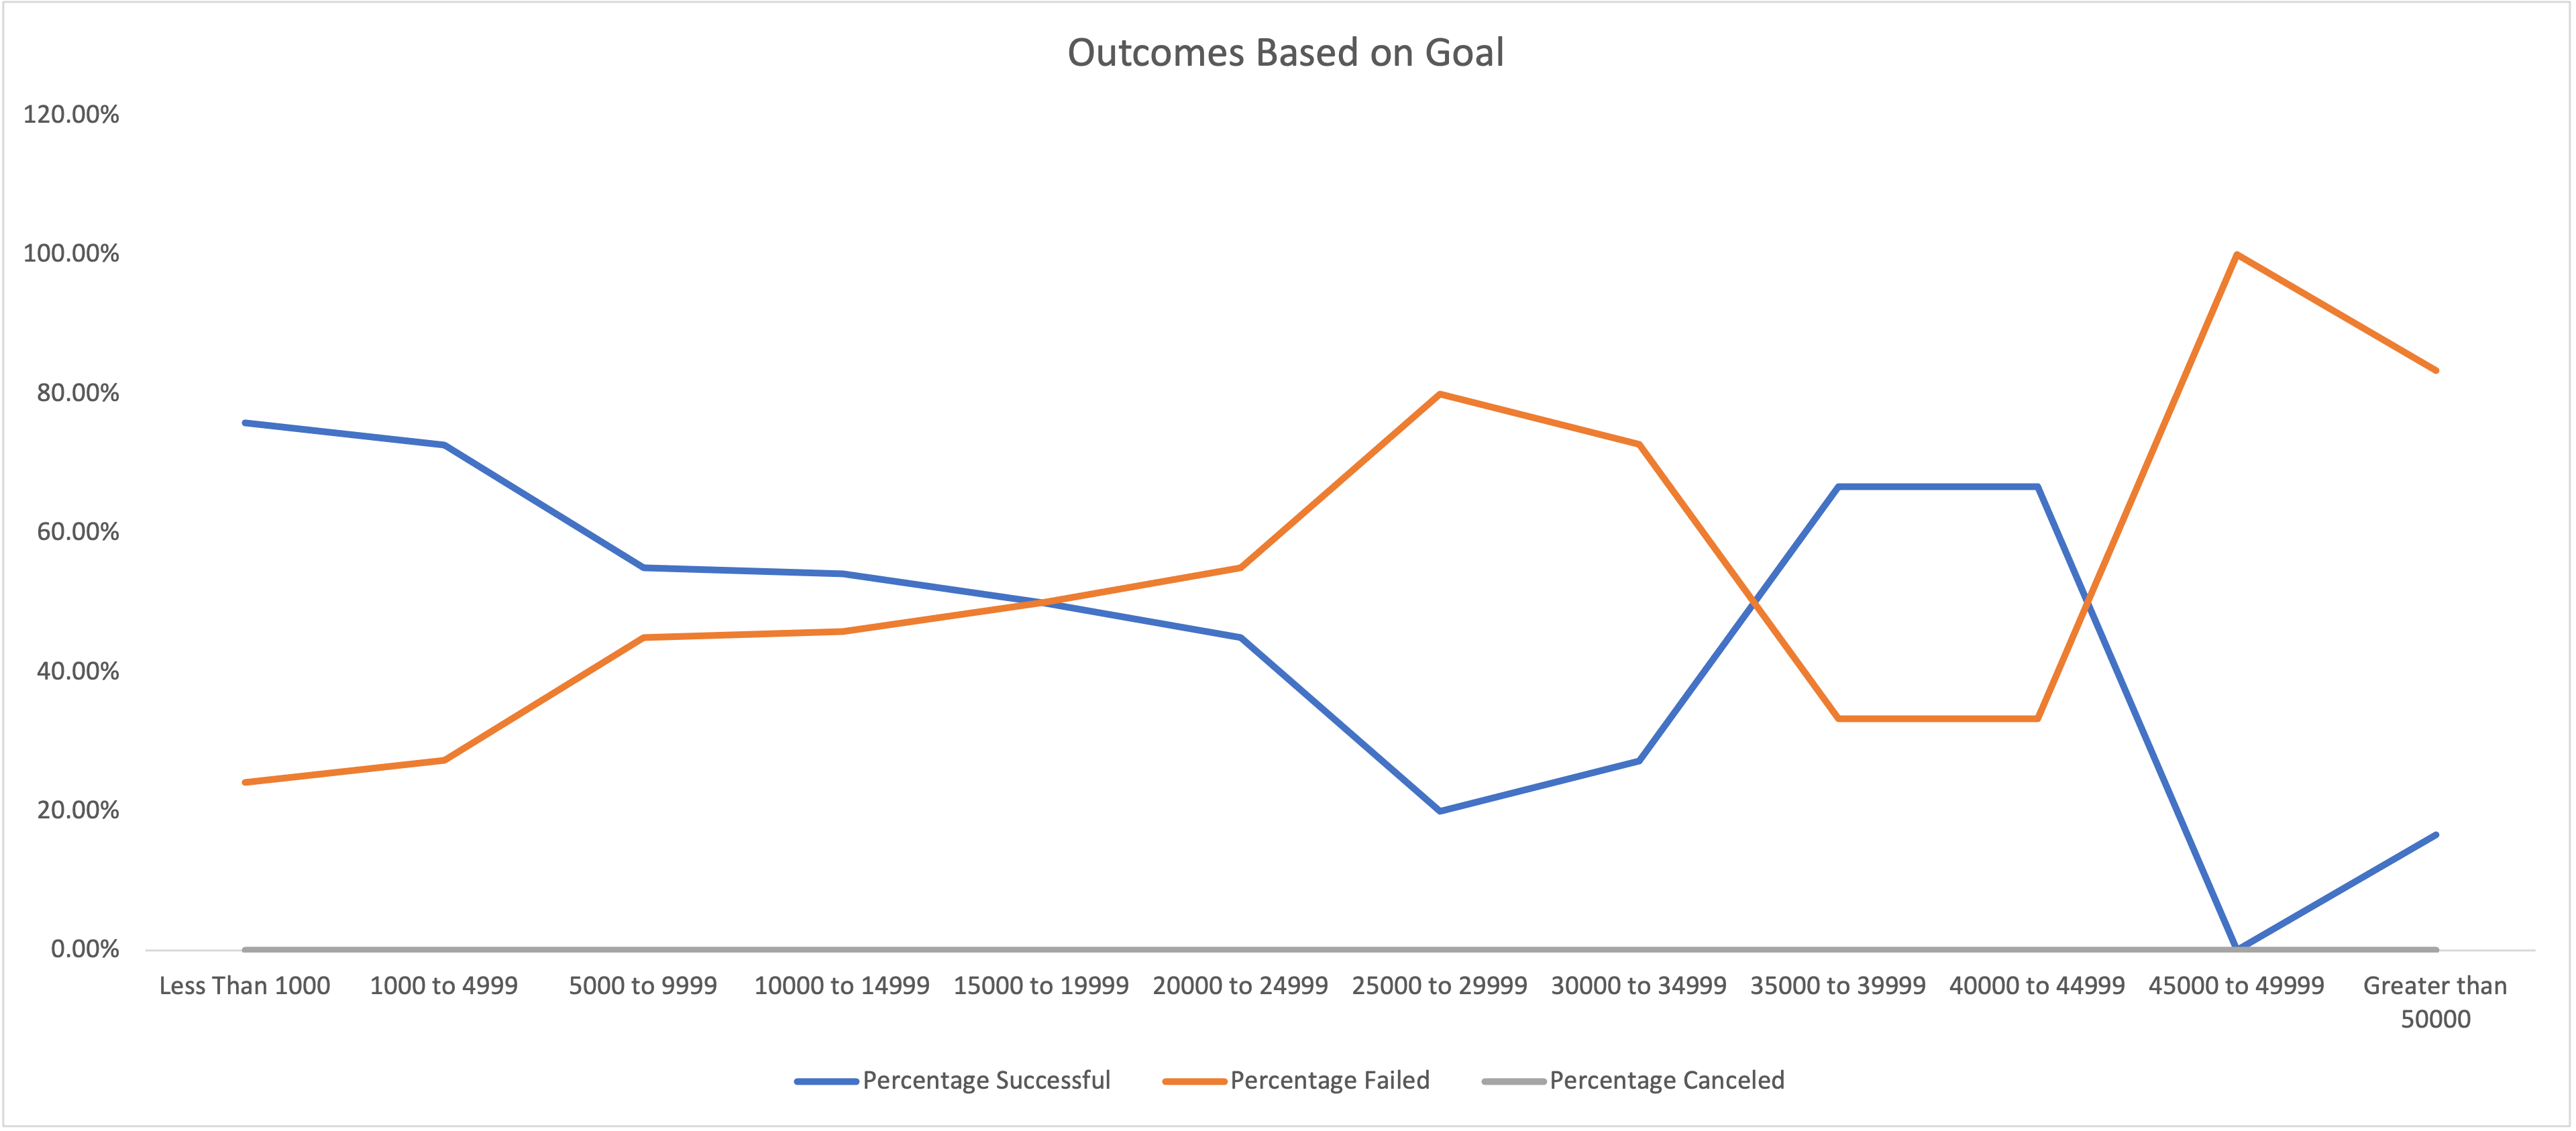 Outcomes Based on Goal
120.00%
100.00%
80.00%
60.00%
40.00%
20.00%
0.00%
Less Than 1000 1000 to 4999 5000 to 9999 10000 to 14999 15000 to 19999 20000 to 24999 25000 to 29999 30000 to 34999 35000 to 39999 40000 to 44999 45000 to 49999 Greater than
50000
Percentage Successful Percentage Failed Percentage Canceled